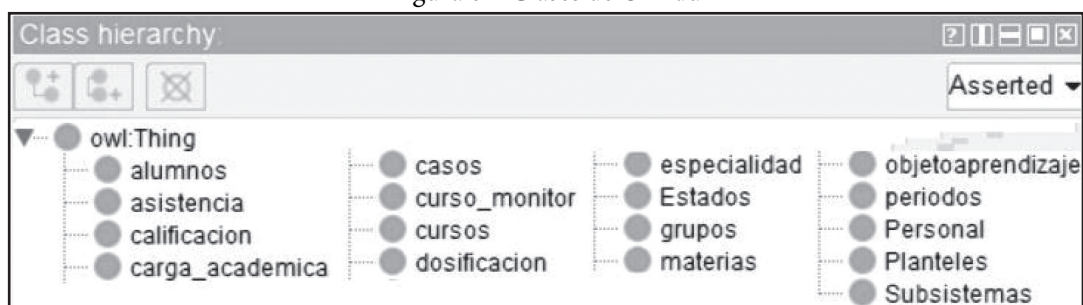 Class hierarchy:
Asserted
owl:Thing
alumnos
asistencia
calificacion
carga_academica
casos
curso_monitor
cursos
dosificacion
especialidad
Estados
grupos
materias
objetoaprendizaje
periodos
Personal
Planteles
Subsistemas